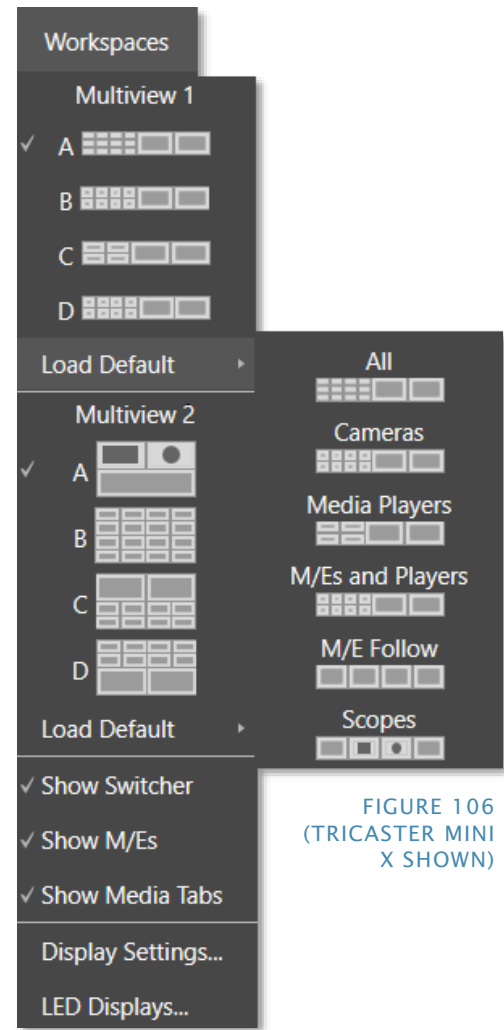 Workspaces
Multiview 1
✓ A
B
C
D
Load Default
Multiview 2
✓ A
B
C
D
Load Default
✓ Show Switcher
✓ Show M/Es
✓ Show Media Tabs
Display Settings...
LED Displays...
All
Cameras
Media Players
M/Es and Players
M/E Follow
Scopes
FIGURE 106
(TRICASTER MINI
X SHOWN)